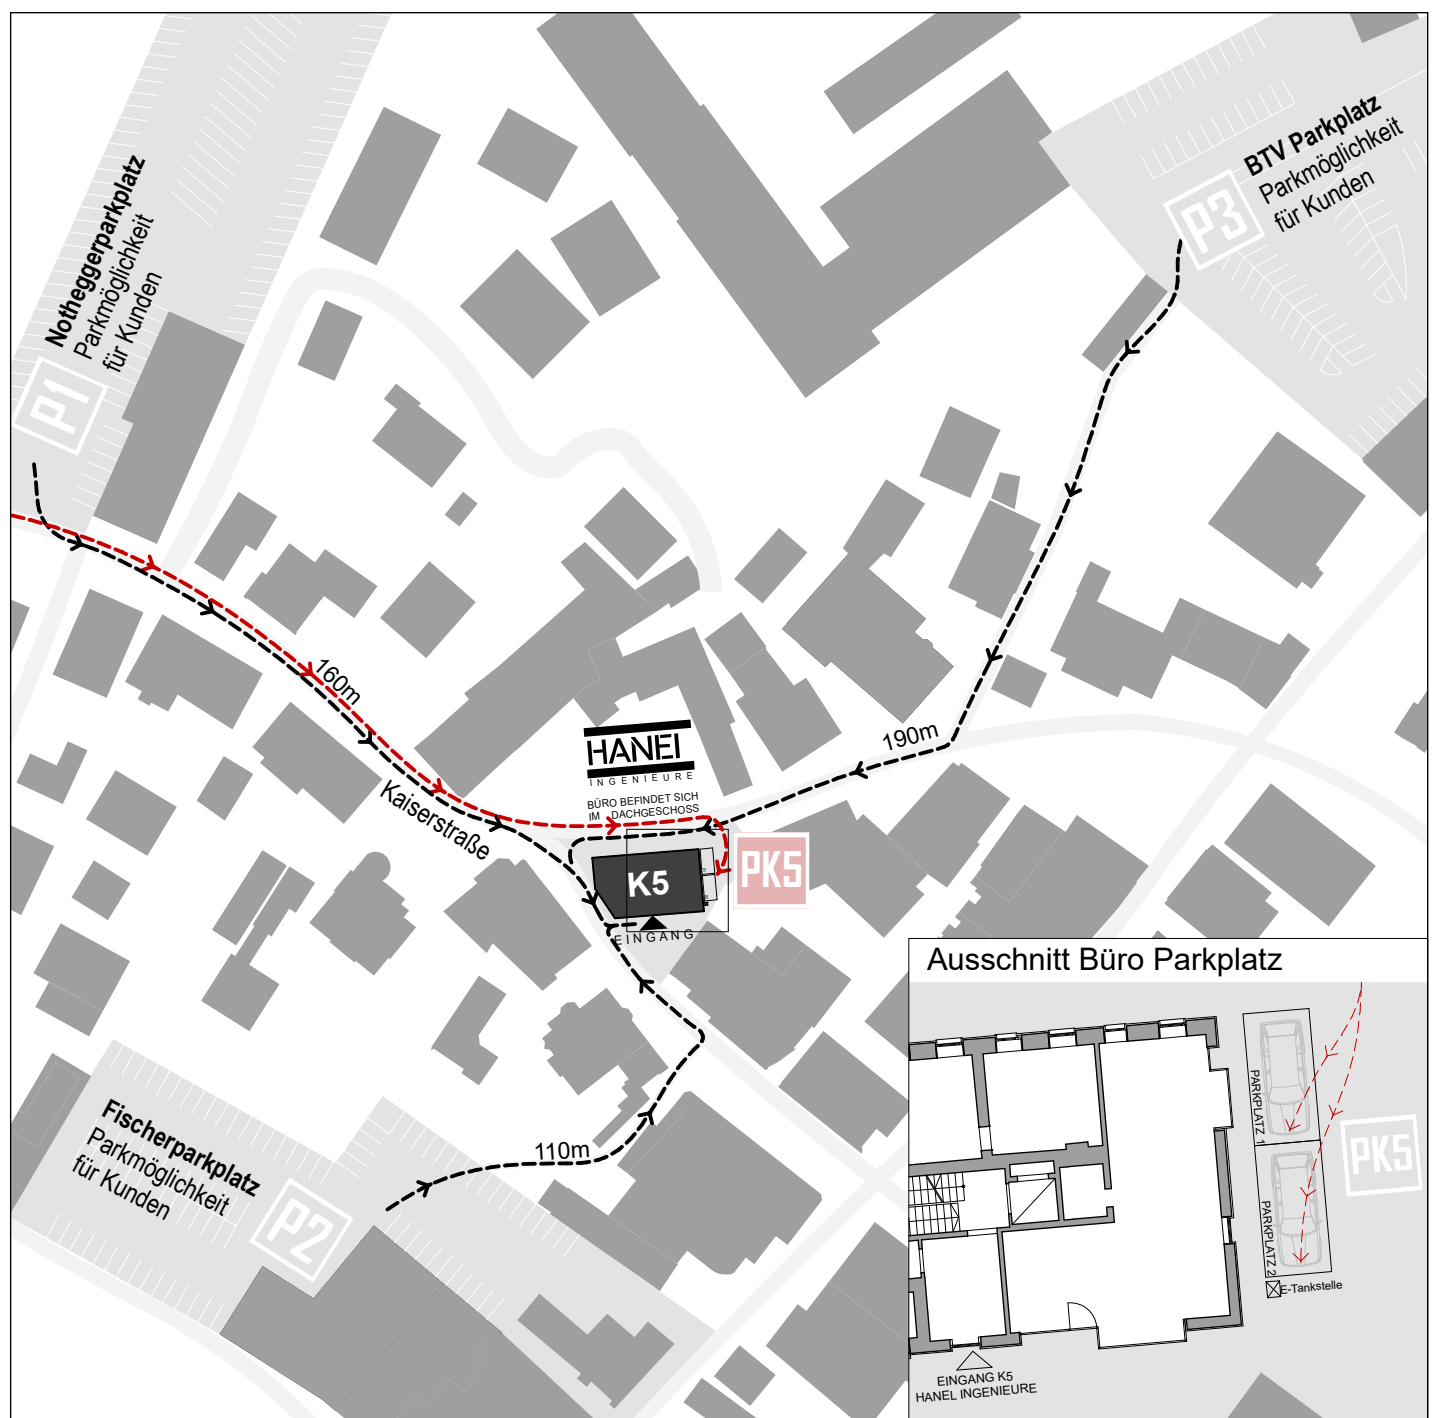 Notheggerparkplatz
Parkmöglichkeit
für Kunden
P1
BTV Parkplatz
Parkmöglichkeit
für Kunden
P3
160m
Kaiserstraße
190m
HANEL
INGENIEURE
BÜRO BEFINDET SICH
IM DACHGESCHOSS
K5
PK5
EINGANG
Fischerparkplatz
Parkmöglichkeit
für Kunden
P2
110m
Ausschnitt Büro Parkplatz
PARKPLATZ 1
PARKPLATZ 2
PK5
E-Tankstelle
EINGANG K5
HANEL INGENIEURE